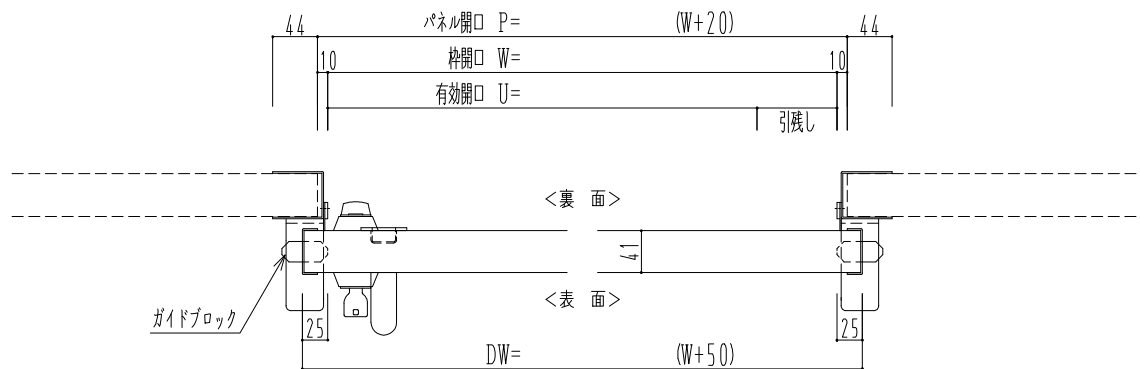 44 パネル開口 P= (W+20) 44
10 枠開口 W= 10
有効開口 U=
引残し
<裏 面>
41
<表 面>
ガイドブロック
25 25
DW= (W+50)